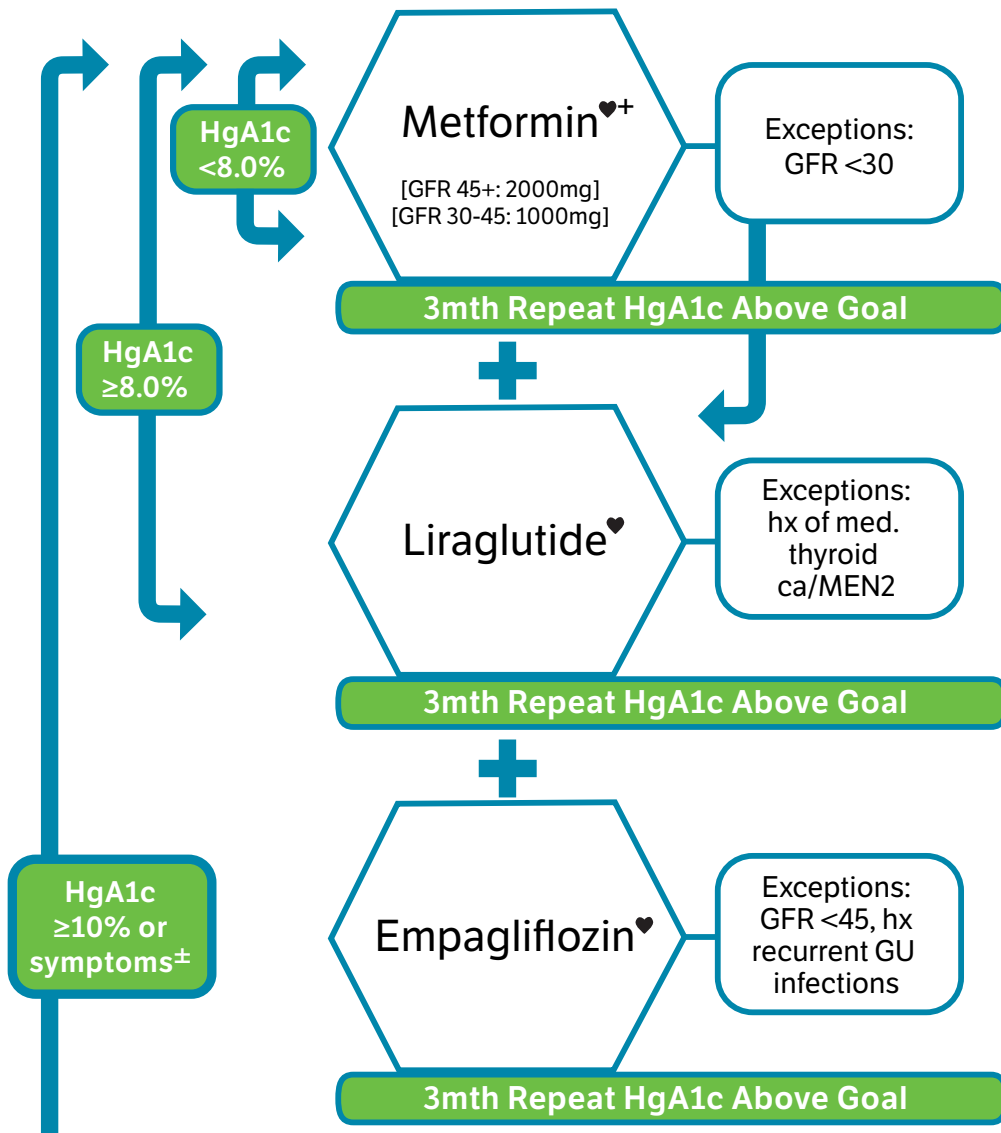 HgA1c
<8.0%
Metformin♥+
[GFR 45+: 2000mg]
[GFR 30-45: 1000mg]
Exceptions:
GFR <30
3mth Repeat HgA1c Above Goal
+
HgA1c
≥8.0%
Liraglutide♥
Exceptions:
hx of med.
thyroid
ca/MEN2
3mth Repeat HgA1c Above Goal
+
HgA1c
≥10% or
symptoms±
Empagliflozin♥
Exceptions:
GFR <45, hx
recurrent GU
infections
3mth Repeat HgA1c Above Goal